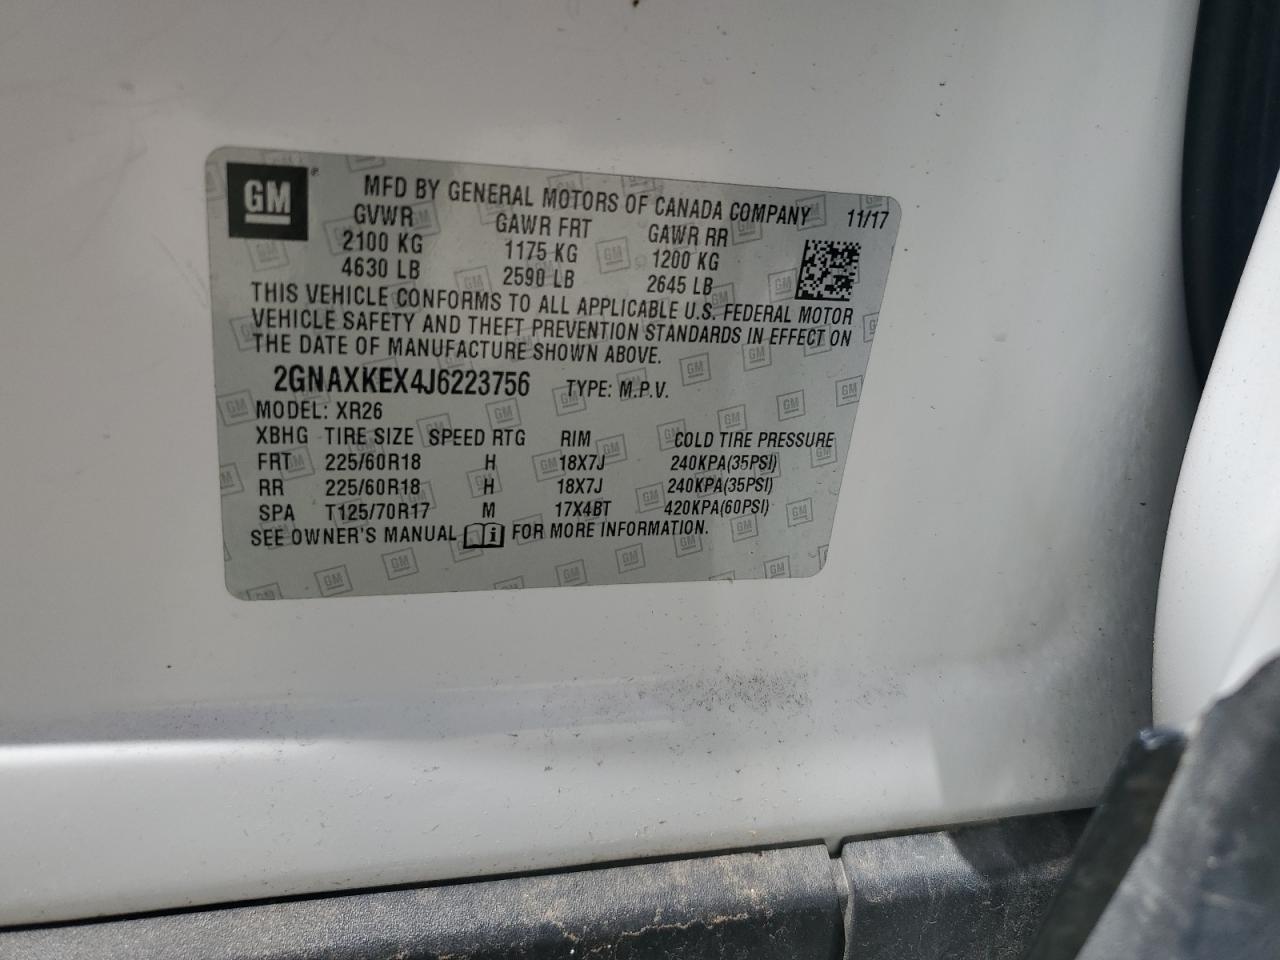 GM ® MFD BY GENERAL MOTORS OF CANADA COMPANY 11/17
GVWR GAWR FRT GAWR RR
2100 KG 1175 KG 1200 KG
4630 LB 2590 LB 2645 LB
THIS VEHICLE CONFORMS TO ALL APPLICABLE U.S. FEDERAL MOTOR
VEHICLE SAFETY AND THEFT PREVENTION STANDARDS IN EFFECT ON
THE DATE OF MANUFACTURE SHOWN ABOVE.
2GNAXKEX4J6223756 TYPE: M.P.V.
MODEL: XR26
XBHG TIRE SIZE SPEED RTG RIM COLD TIRE PRESSURE
FRT 225/60R18 H 18X7J 240KPA(35PSI)
RR 225/60R18 H 18X7J 240KPA(35PSI)
SPA T125/70R17 M 17X4BT 420KPA(60PSI)
SEE OWNER'S MANUAL FOR MORE INFORMATION.